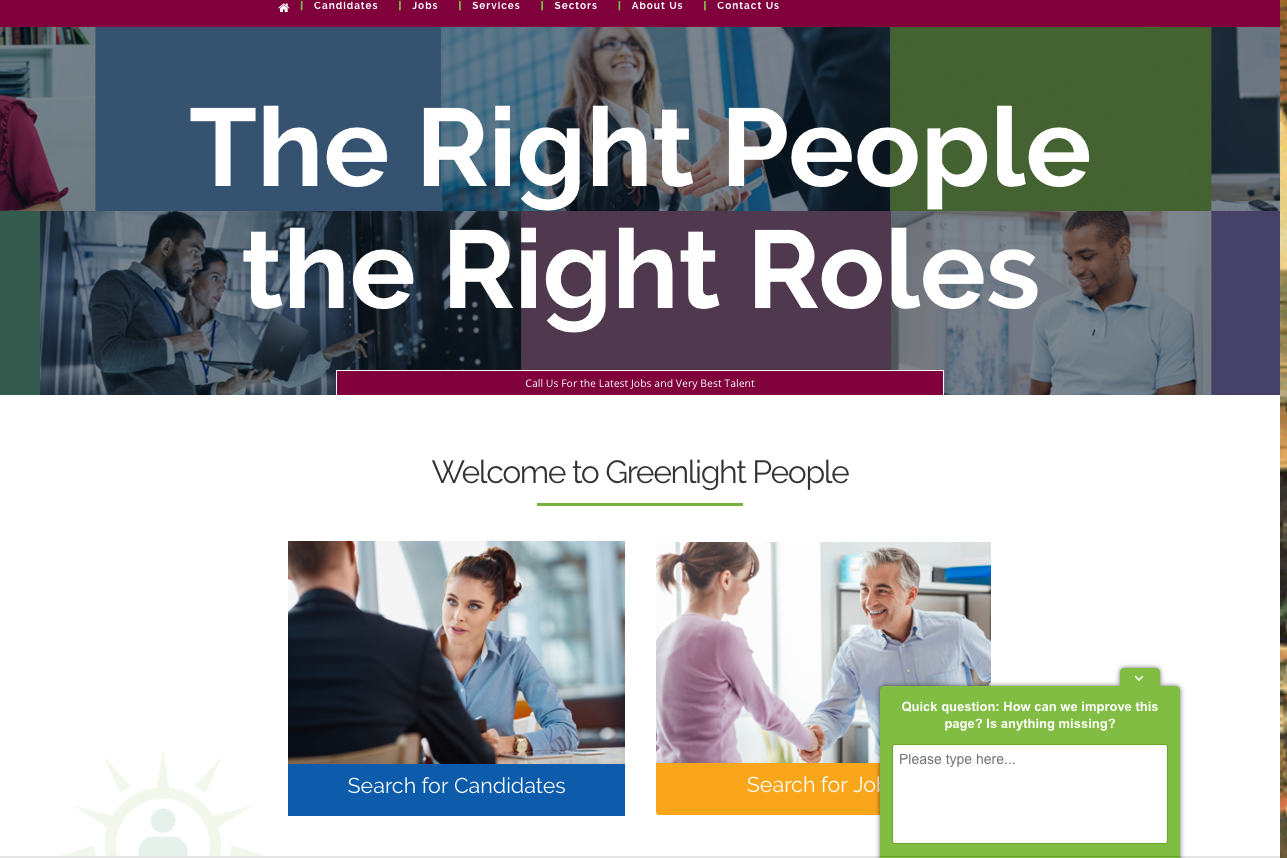 Candidates | Jobs | Services | Sectors | About Us | Contact Us
The Right People
the Right Roles
Call Us For the Latest Jobs and Very Best Talent
Welcome to Greenlight People
Search for Candidates
Search for Job
Quick question: How can we improve this
page? Is anything missing?
Please type here...